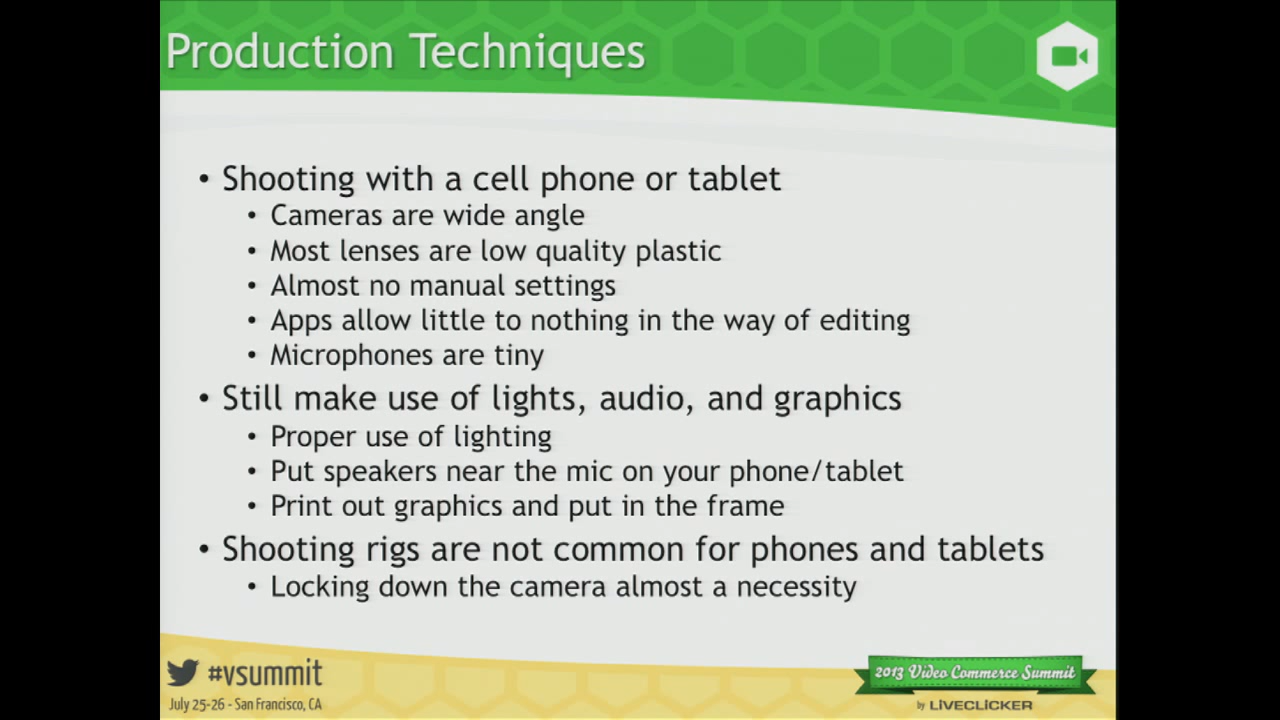 Production Techniques
• Shooting with a cell phone or tablet
• Cameras are wide angle
• Most lenses are low quality plastic
• Almost no manual settings
• Apps allow little to nothing in the way of editing
• Microphones are tiny
• Still make use of lights, audio, and graphics
• Proper use of lighting
• Put speakers near the mic on your phone/tablet
• Print out graphics and put in the frame
• Shooting rigs are not common for phones and tablets
• Locking down the camera almost a necessity
#vsummit
July 25-26 - San Francisco, CA
2013 Video Commerce Summit
by LIVECLICKER